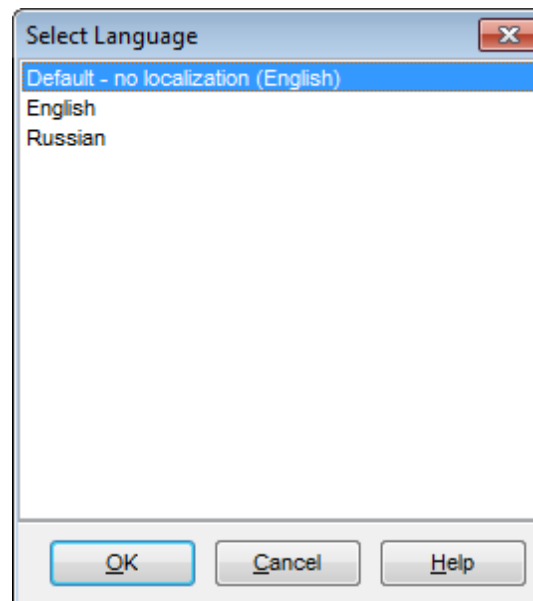 Select Language
Default - no localization (English)
English
Russian
OK Cancel Help